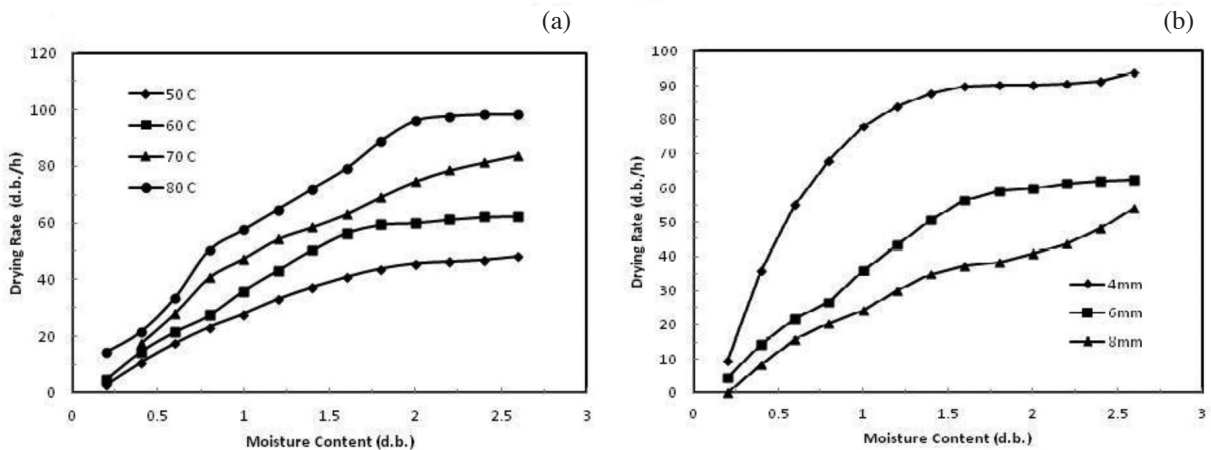 (a)
120
100
80
60
40
20
0
Drying Rate (d.b./h)
50 C
60 C
70 C
80 C
0 0.5 1 1.5 2 2.5 3
Moisture Content (d.b.)
(b)
100
90
80
70
60
50
40
30
20
10
0
Drying Rate (d.b./h)
4mm
6mm
8mm
0 0.5 1 1.5 2 2.5 3
Moisture Content (d.b.)